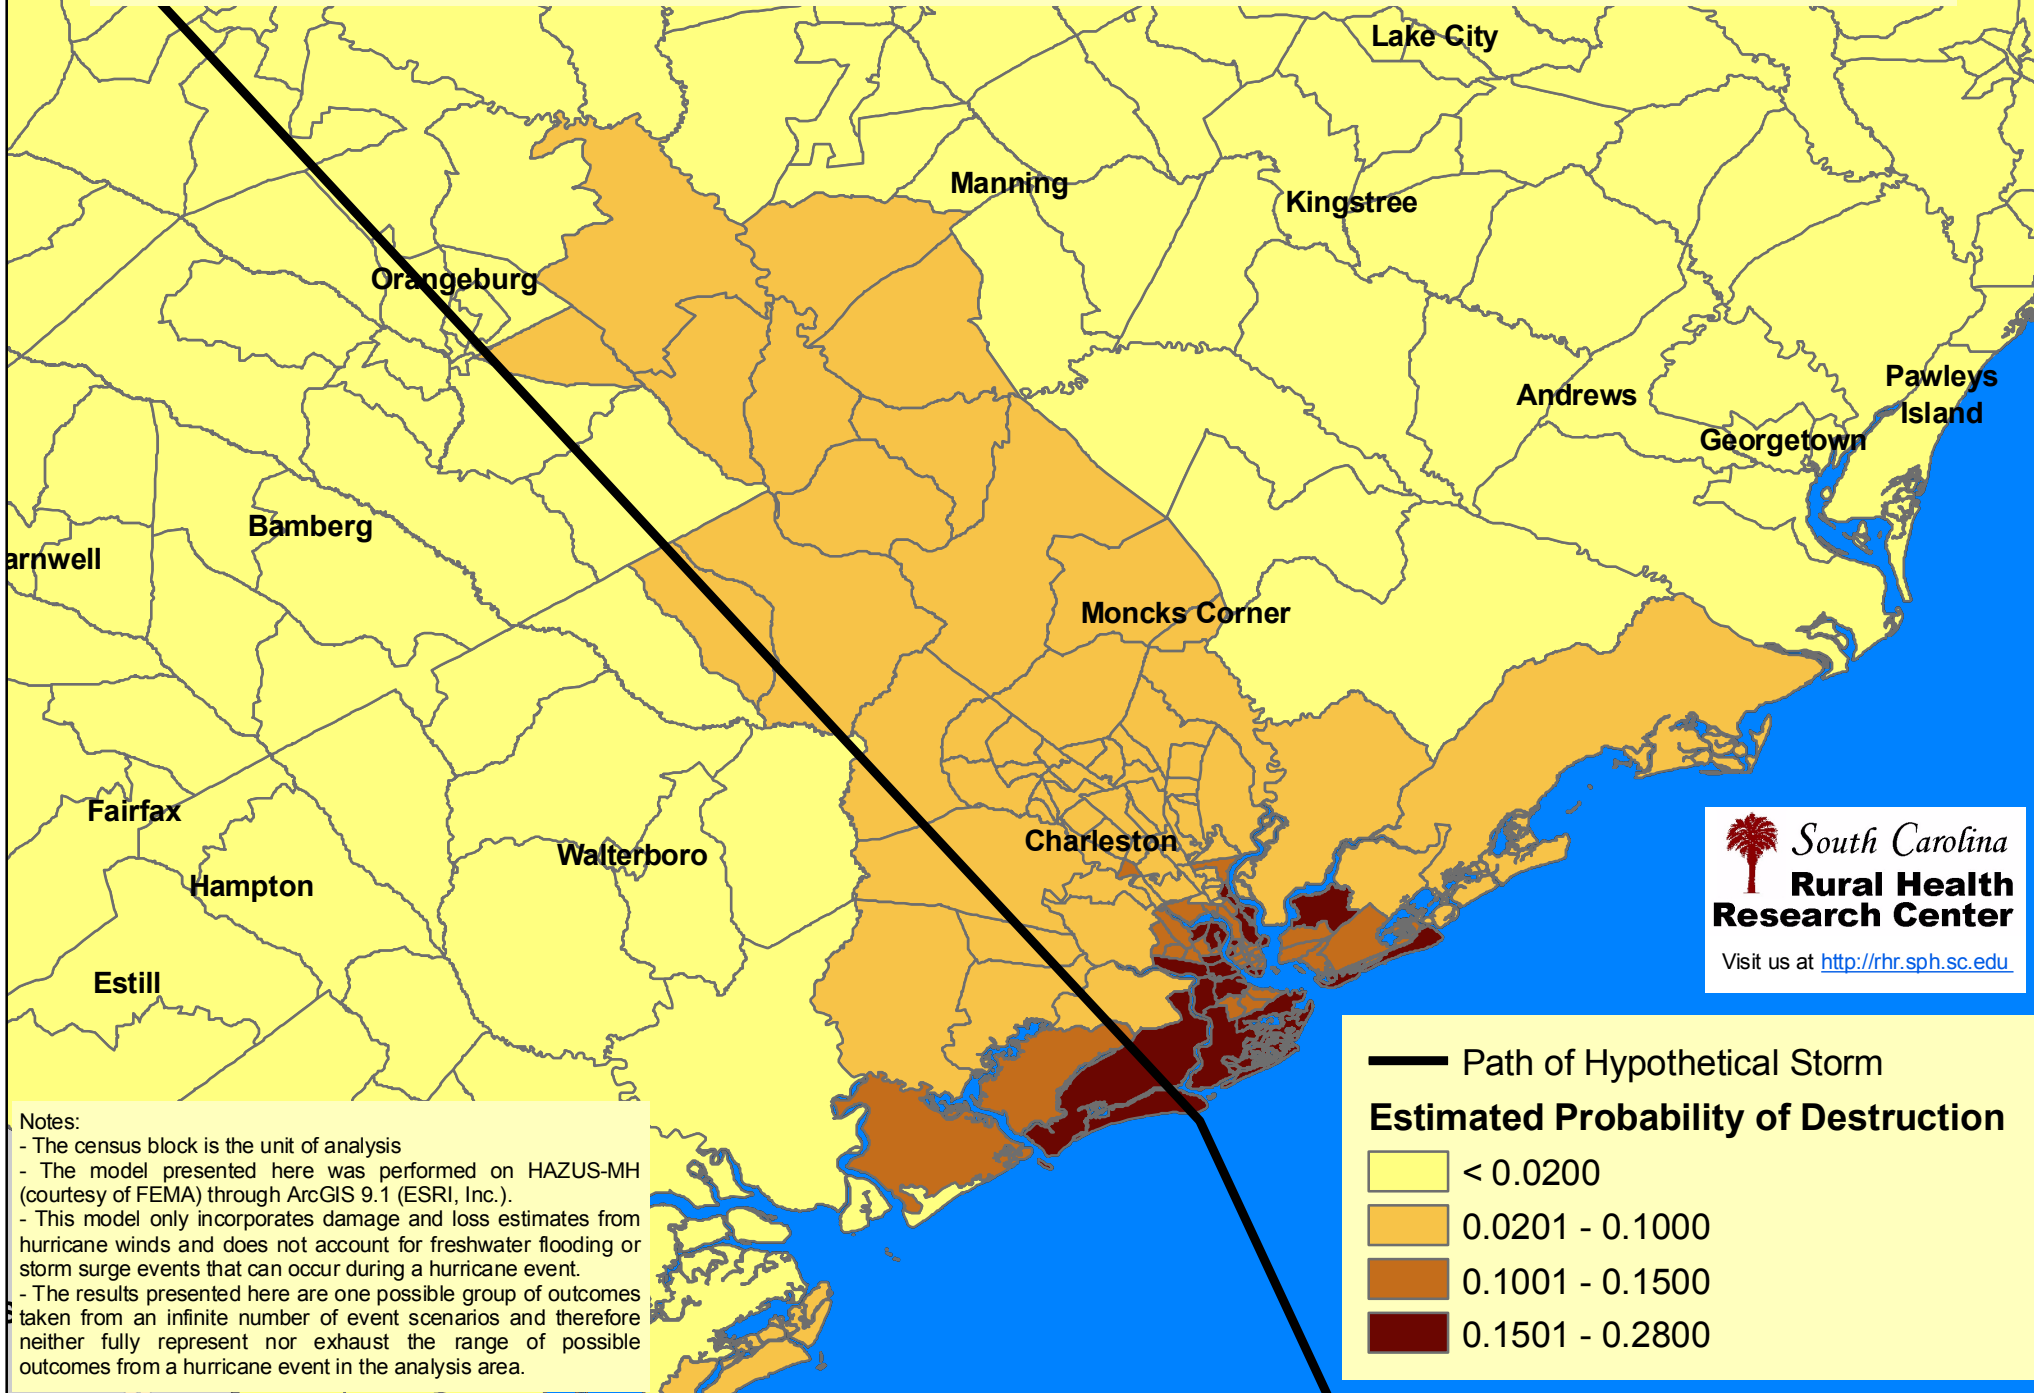 Lake City
Manning
Kingstree
Orangeburg
Pawleys
Island
Andrews
Georgetown
Bamberg
arnwell
Moncks Corner
Fairfax
Charleston
Walterboro
Hampton
Estill
South Carolina
Rural Health
Research Center
Visit us at http://rhr.sph.sc.edu
Path of Hypothetical Storm
Estimated Probability of Destruction
< 0.0200
0.0201 - 0.1000
0.1001 - 0.1500
0.1501 - 0.2800
Notes:
- The census block is the unit of analysis
- The model presented here was performed on HAZUS-MH
(courtesy of FEMA) through ArcGIS 9.1 (ESRI, Inc.).
- This model only incorporates damage and loss estimates from
hurricane winds and does not account for freshwater flooding or
storm surge events that can occur during a hurricane event.
- The results presented here are one possible group of outcomes
taken from an infinite number of event scenarios and therefore
neither fully represent nor exhaust the range of possible
outcomes from a hurricane event in the analysis area.